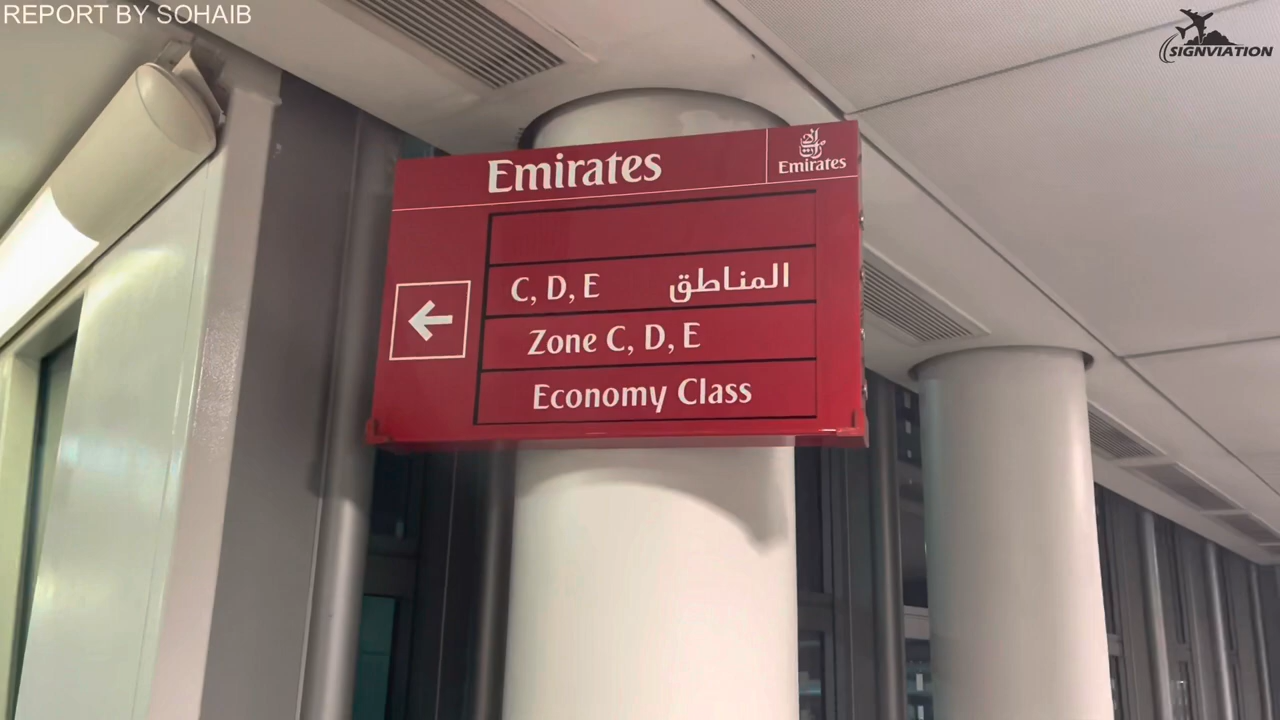 REPORT BY SOHAIB
SIGNVIATION
Emirates
Emirates
C, D, E المناطق
Zone C, D, E
Economy Class